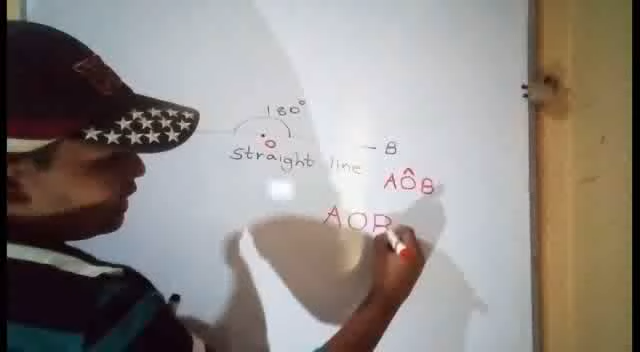 180°
O
– B
straight line
AÔB
AOB